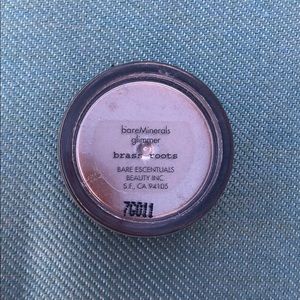 bareMinerals
glimmer
brass roots
BARE ESCENTUALS
BEAUTY INC.
S.F., CA 94105
7G011